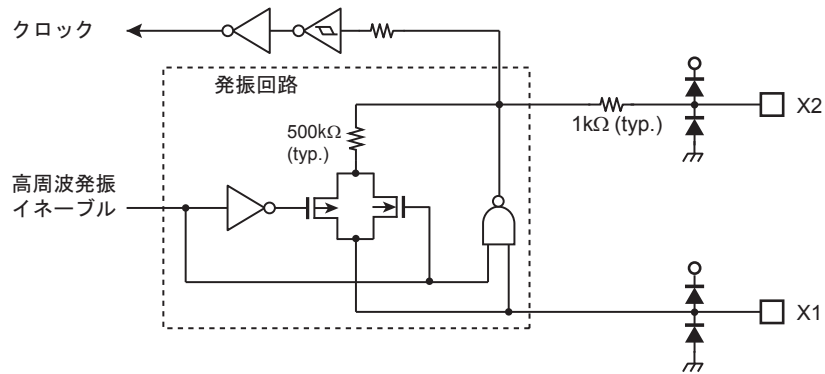 クロック
発振回路
X2
1kΩ (typ.)
500kΩ
(typ.)
高周波発振
イネーブル
X1